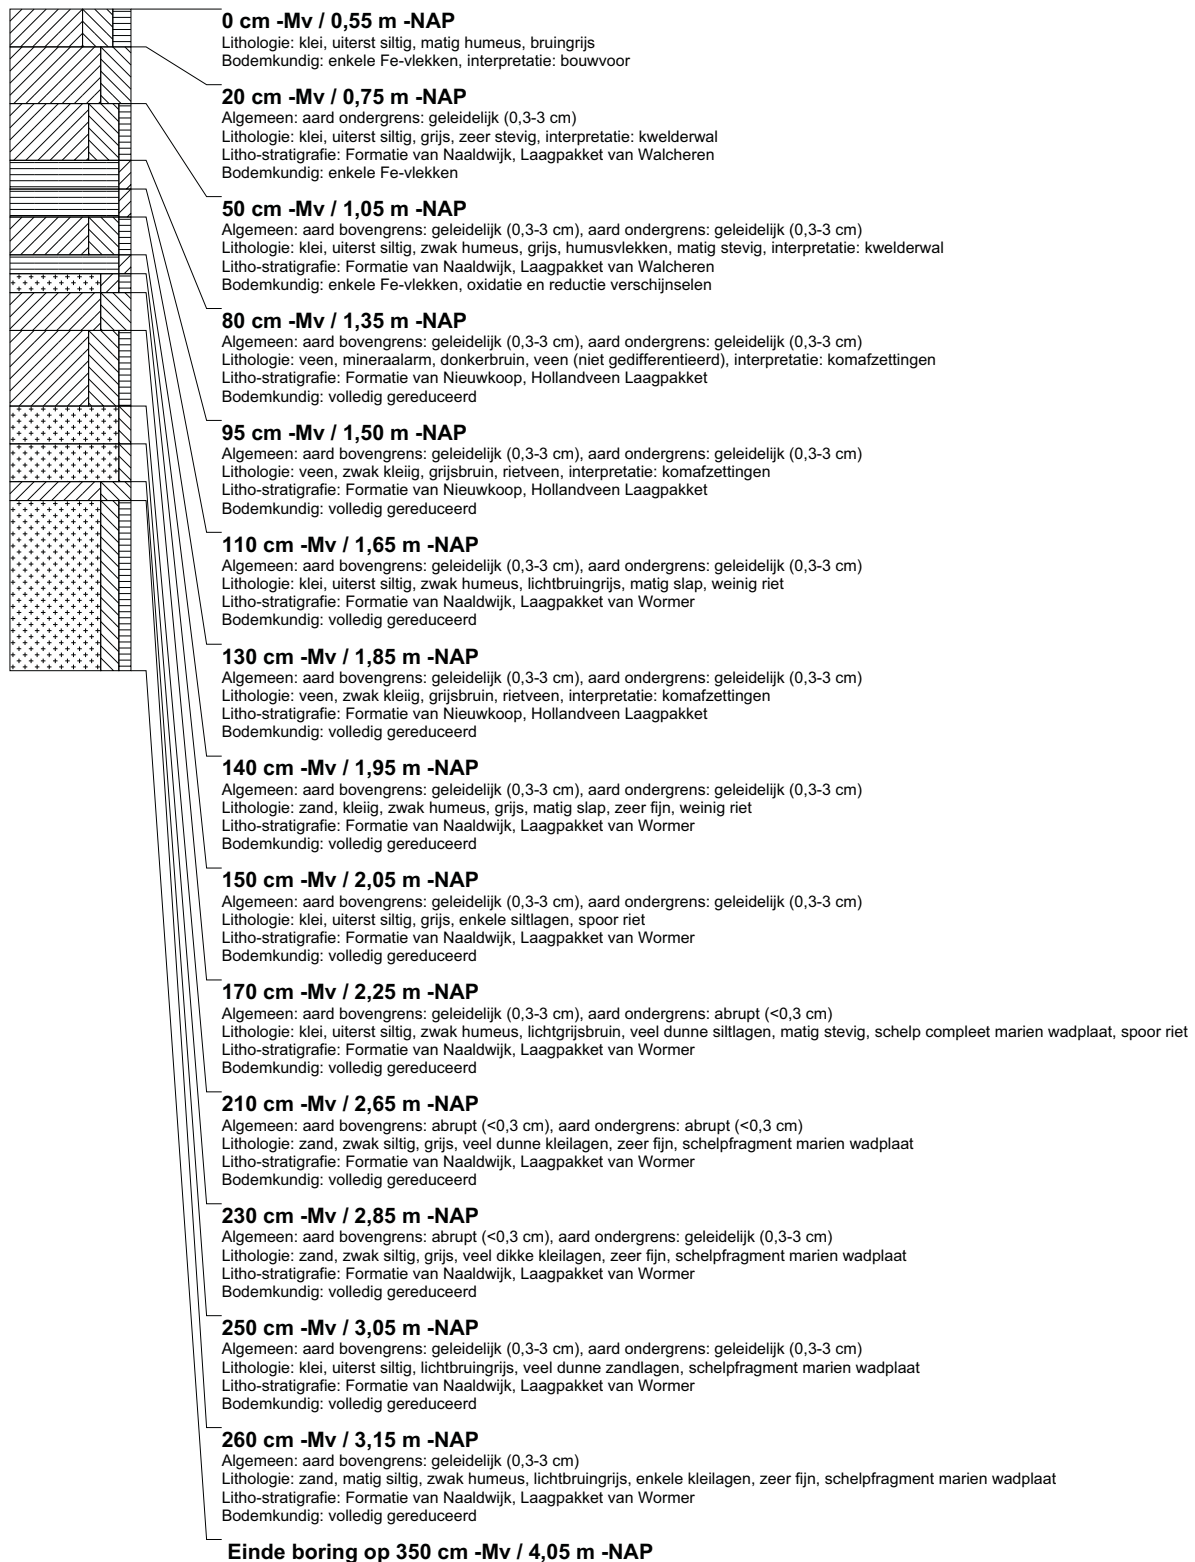 0 cm -Mv / 0,55 m -NAP
Lithologie: klei, uiterst siltig, matig humeus, bruingrijs
Bodemkundig: enkele Fe-vlekken, interpretatie: bouwvoor
20 cm -Mv / 0,75 m -NAP
Algemeen: aard ondergrens: geleidelijk (0,3-3 cm)
Lithologie: klei, uiterst siltig, grijs, zeer stevig, interpretatie: kwelderwal
Litho-stratigrafie: Formatie van Naaldwijk, Laagpakket van Walcheren
Bodemkundig: enkele Fe-vlekken
50 cm -Mv / 1,05 m -NAP
Algemeen: aard bovengrens: geleidelijk (0,3-3 cm), aard ondergrens: geleidelijk (0,3-3 cm)
Lithologie: klei, uiterst siltig, zwak humeus, grijs, humusvlekken, matig stevig, interpretatie: kwelderwal
Litho-stratigrafie: Formatie van Naaldwijk, Laagpakket van Walcheren
Bodemkundig: enkele Fe-vlekken, oxidatie en reductie verschijnselen
80 cm -Mv / 1,35 m -NAP
Algemeen: aard bovengrens: geleidelijk (0,3-3 cm), aard ondergrens: geleidelijk (0,3-3 cm)
Lithologie: veen, mineraalarm, donkerbruin, veen (niet gedifferentieerd), interpretatie: komafzettingen
Litho-stratigrafie: Formatie van Nieuwkoop, Hollandveen Laagpakket
Bodemkundig: volledig gereduceerd
95 cm -Mv / 1,50 m -NAP
Algemeen: aard bovengrens: geleidelijk (0,3-3 cm), aard ondergrens: geleidelijk (0,3-3 cm)
Lithologie: veen, zwak kleiig, grijsbruin, rietveen, interpretatie: komafzettingen
Litho-stratigrafie: Formatie van Nieuwkoop, Hollandveen Laagpakket
Bodemkundig: volledig gereduceerd
110 cm -Mv / 1,65 m -NAP
Algemeen: aard bovengrens: geleidelijk (0,3-3 cm), aard ondergrens: geleidelijk (0,3-3 cm)
Lithologie: klei, uiterst siltig, zwak humeus, lichtbruingrijs, matig slap, weinig riet
Litho-stratigrafie: Formatie van Naaldwijk, Laagpakket van Wormer
Bodemkundig: volledig gereduceerd
130 cm -Mv / 1,85 m -NAP
Algemeen: aard bovengrens: geleidelijk (0,3-3 cm), aard ondergrens: geleidelijk (0,3-3 cm)
Lithologie: veen, zwak kleiig, grijsbruin, rietveen, interpretatie: komafzettingen
Litho-stratigrafie: Formatie van Nieuwkoop, Hollandveen Laagpakket
Bodemkundig: volledig gereduceerd
140 cm -Mv / 1,95 m -NAP
Algemeen: aard bovengrens: geleidelijk (0,3-3 cm), aard ondergrens: geleidelijk (0,3-3 cm)
Lithologie: zand, kleiig, zwak humeus, grijs, matig slap, zeer fijn, weinig riet
Litho-stratigrafie: Formatie van Naaldwijk, Laagpakket van Wormer
Bodemkundig: volledig gereduceerd
150 cm -Mv / 2,05 m -NAP
Algemeen: aard bovengrens: geleidelijk (0,3-3 cm), aard ondergrens: geleidelijk (0,3-3 cm)
Lithologie: klei, uiterst siltig, grijs, enkele siltlagen, spoor riet
Litho-stratigrafie: Formatie van Naaldwijk, Laagpakket van Wormer
Bodemkundig: volledig gereduceerd
170 cm -Mv / 2,25 m -NAP
Algemeen: aard bovengrens: geleidelijk (0,3-3 cm), aard ondergrens: abrupt (<0,3 cm)
Lithologie: klei, uiterst siltig, zwak humeus, lichtgrijsbruin, veel dunne siltlagen, matig stevig, schelp compleet marien wadplaat, spoor riet
Litho-stratigrafie: Formatie van Naaldwijk, Laagpakket van Wormer
Bodemkundig: volledig gereduceerd
210 cm -Mv / 2,65 m -NAP
Algemeen: aard bovengrens: abrupt (<0,3 cm), aard ondergrens: abrupt (<0,3 cm)
Lithologie: zand, zwak siltig, grijs, veel dunne kleilagen, zeer fijn, schelpfragment marien wadplaat
Litho-stratigrafie: Formatie van Naaldwijk, Laagpakket van Wormer
Bodemkundig: volledig gereduceerd
230 cm -Mv / 2,85 m -NAP
Algemeen: aard bovengrens: abrupt (<0,3 cm), aard ondergrens: geleidelijk (0,3-3 cm)
Lithologie: zand, zwak siltig, grijs, veel dikke kleilagen, zeer fijn, schelpfragment marien wadplaat
Litho-stratigrafie: Formatie van Naaldwijk, Laagpakket van Wormer
Bodemkundig: volledig gereduceerd
250 cm -Mv / 3,05 m -NAP
Algemeen: aard bovengrens: geleidelijk (0,3-3 cm), aard ondergrens: geleidelijk (0,3-3 cm)
Lithologie: klei, uiterst siltig, lichtbruingrijs, veel dunne zandlagen, schelpfragment marien wadplaat
Litho-stratigrafie: Formatie van Naaldwijk, Laagpakket van Wormer
Bodemkundig: volledig gereduceerd
260 cm -Mv / 3,15 m -NAP
Algemeen: aard bovengrens: geleidelijk (0,3-3 cm)
Lithologie: zand, matig siltig, zwak humeus, lichtbruingrijs, enkele kleilagen, zeer fijn, schelpfragment marien wadplaat
Litho-stratigrafie: Formatie van Naaldwijk, Laagpakket van Wormer
Bodemkundig: volledig gereduceerd
Einde boring op 350 cm -Mv / 4,05 m -NAP